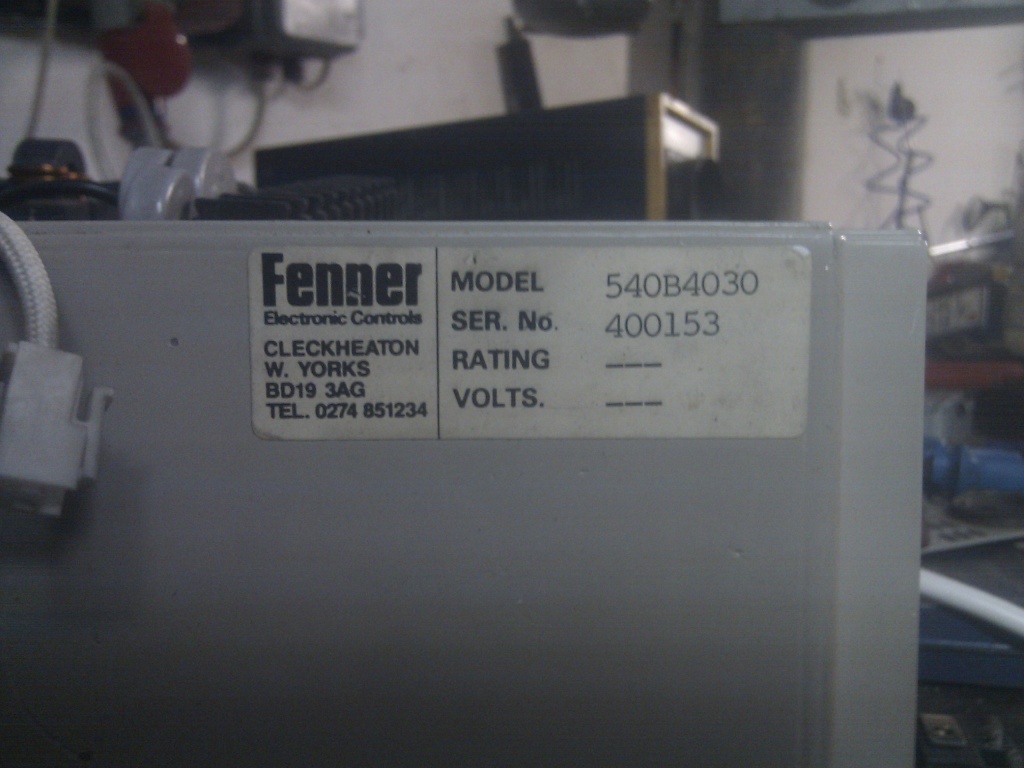 Fenner
Electronic Controls
CLECKHEATON
W. YORKS
BD19 3AG
TEL. 0274 851234
MODEL 540B4030
SER. No. 400153
RATING ---
VOLTS. ---